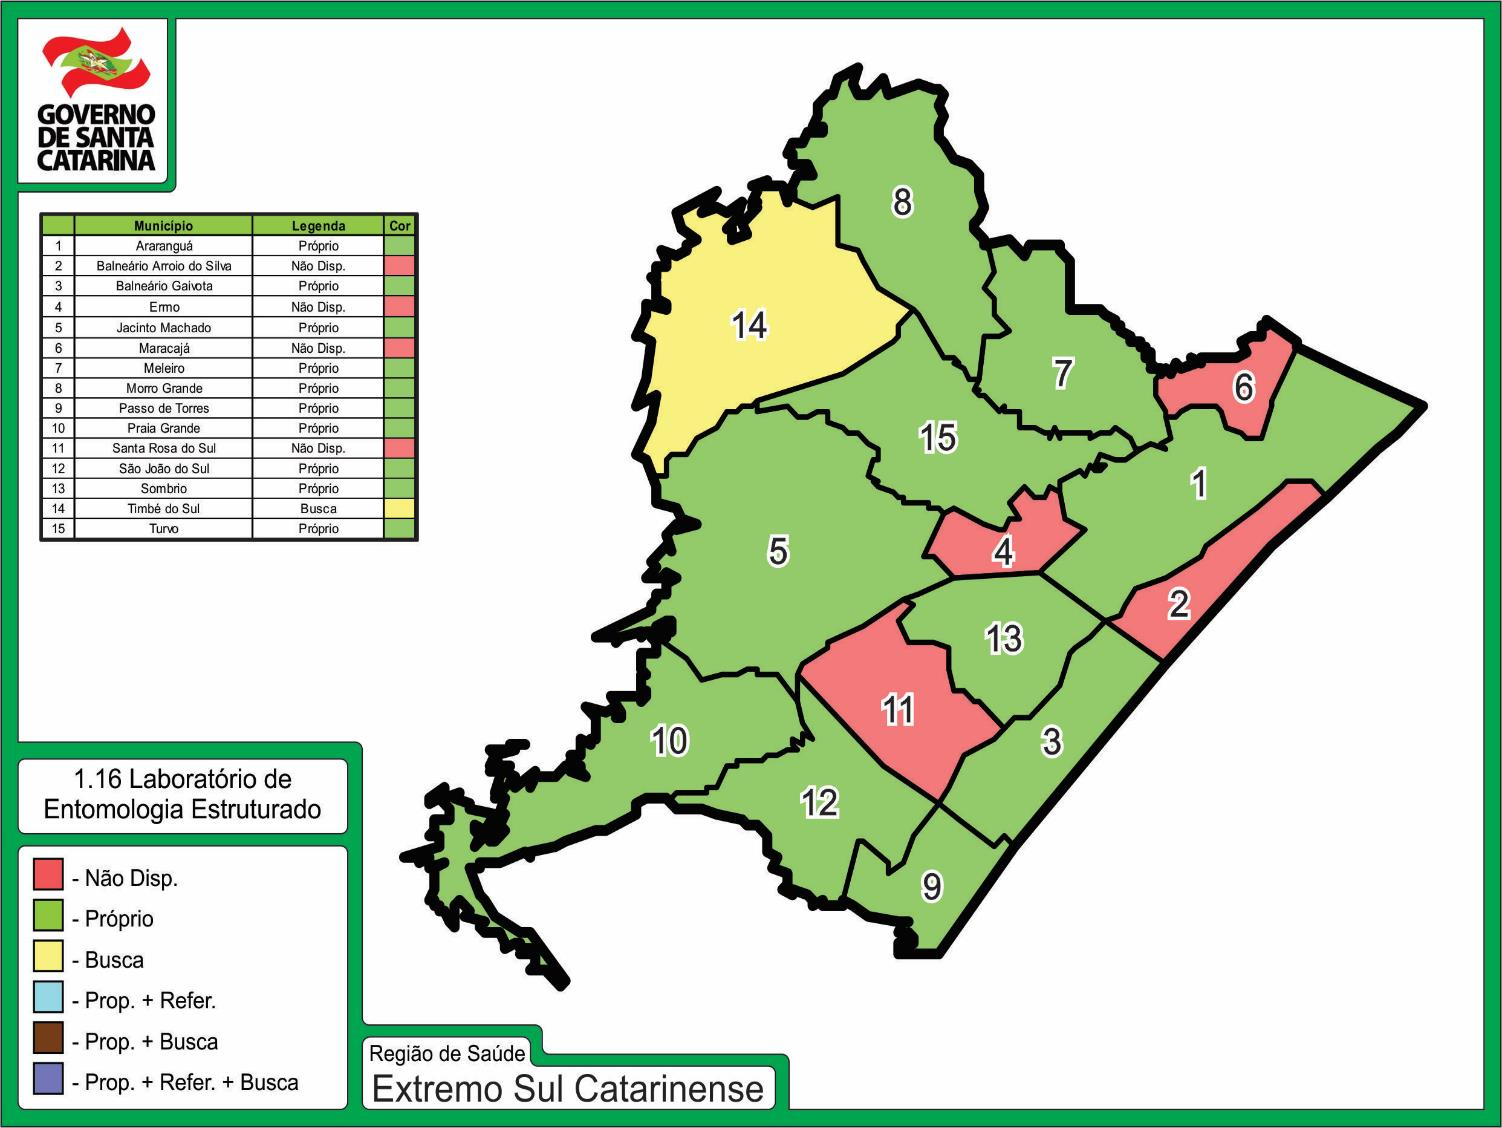 GOVERNO
DE SANTA
CATARINA
Município Legenda Cor
1 Araranguá Próprio
2 Balneário Arroio do Silva Não Disp.
3 Balneário Gaivota Próprio
4 Ermo Não Disp.
5 Jacinto Machado Próprio
6 Maracajá Não Disp.
7 Meleiro Próprio
8 Morro Grande Próprio
9 Passo de Torres Próprio
10 Praia Grande Próprio
11 Santa Rosa do Sul Não Disp.
12 São João do Sul Próprio
13 Sombrio Próprio
14 Timbé do Sul Busca
15 Turvo Próprio
8
14
7
6
15
1
5
4
2
13
11
10
3
12
9
1.16 Laboratório de
Entomologia Estruturado
- Não Disp.
- Próprio
- Busca
- Prop. + Refer.
- Prop. + Busca
- Prop. + Refer. + Busca
Região de Saúde
Extremo Sul Catarinense